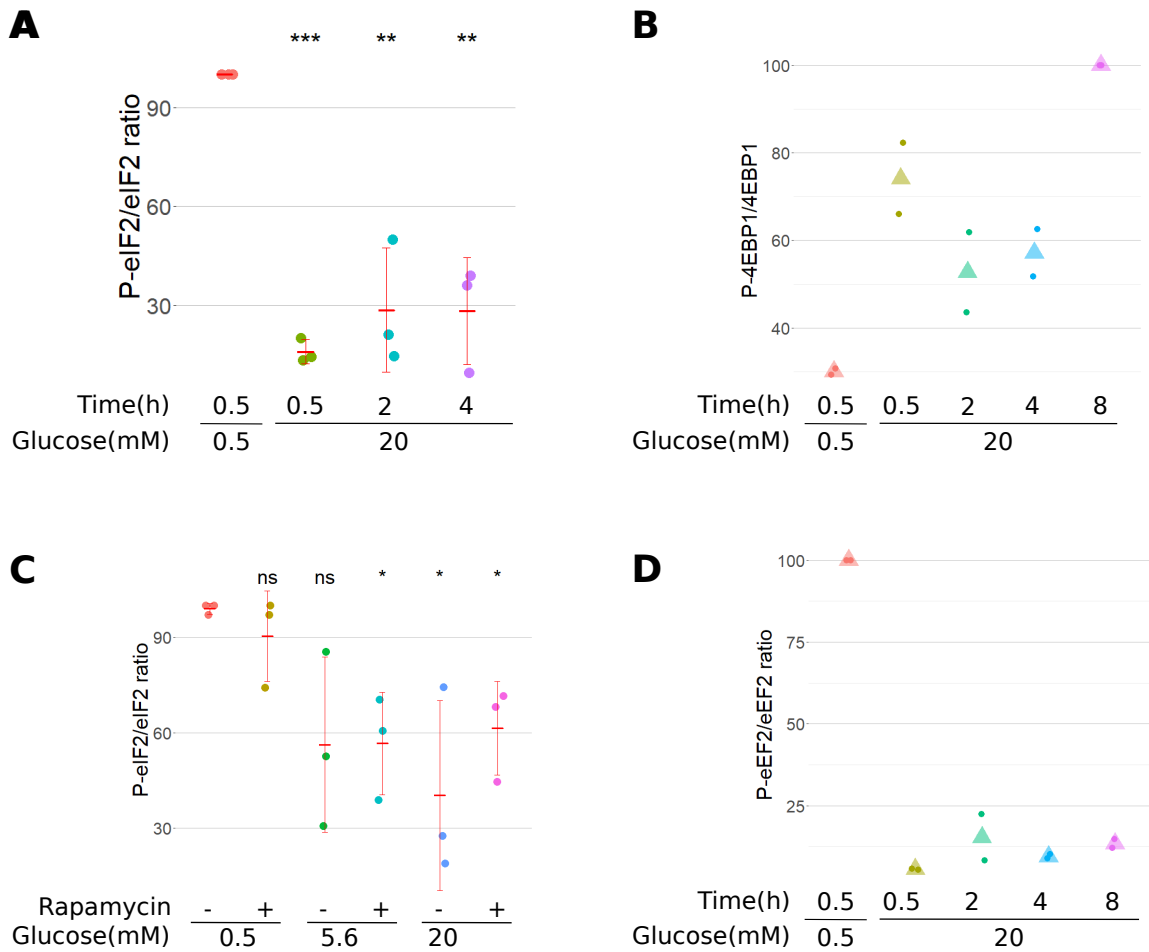 A
*** ** **
P-eIF2/eIF2 ratio
90
60
30
Time(h) 0.5 0.5 2 4
Glucose(mM) 0.5 20
B
P-4EBP1/4EBP1
100
80
60
40
Time(h) 0.5 0.5 2 4 8
Glucose(mM) 0.5 20
C
ns ns * * *
P-eIF2/eIF2 ratio
90
60
30
Rapamycin - + - + - +
Glucose(mM) 0.5 5.6 20
D
P-eEF2/eEF2 ratio
100
75
50
25
Time(h) 0.5 0.5 2 4 8
Glucose(mM) 0.5 20